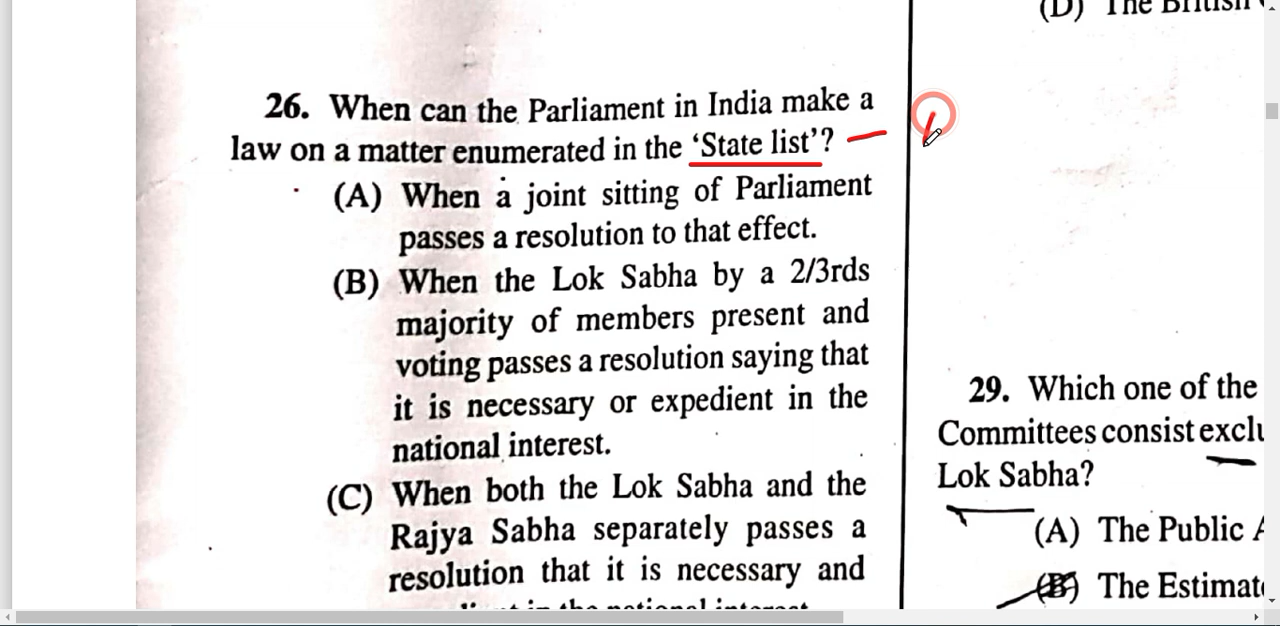 26. When can the Parliament in India make a
law on a matter enumerated in the ‘State list’?
(A) When a joint sitting of Parliament
passes a resolution to that effect.
(B) When the Lok Sabha by a 2/3rds
majority of members present and
voting passes a resolution saying that
it is necessary or expedient in the
national interest.
(C) When both the Lok Sabha and the
Rajya Sabha separately passes a
resolution that it is necessary and
in the national interest
(D) The British
29. Which one of the
Committees consist
Lok Sabha?
(A) The Public
(B) The